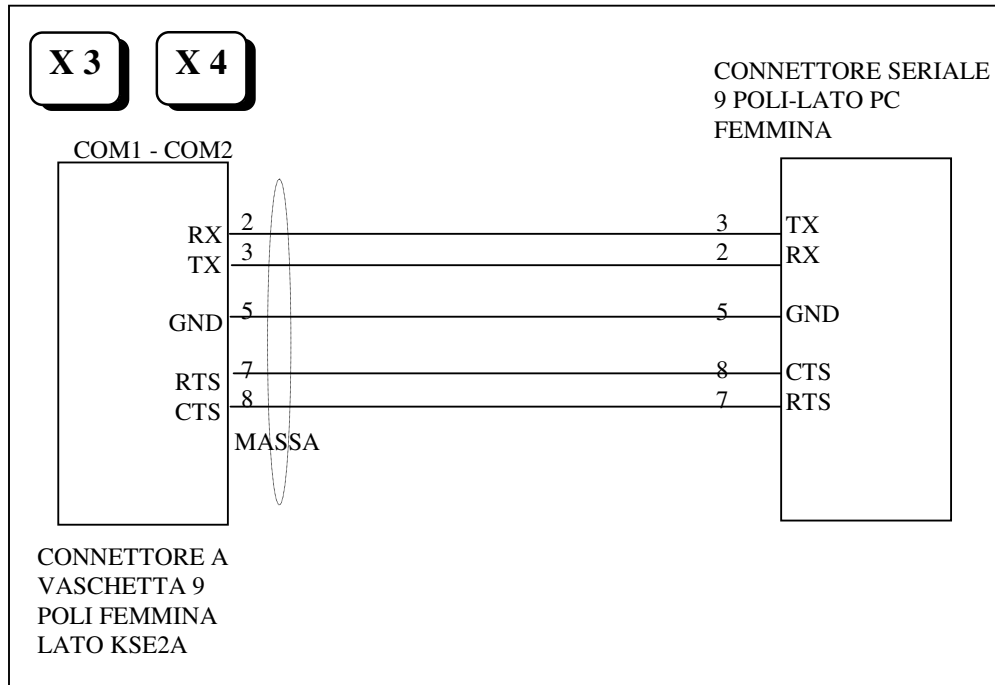 X 3 X 4
CONNETTORE SERIALE
9 POLI-LATO PC
FEMMINA
COM1 - COM2
RX 2 3 TX
TX 3 2 RX
GND 5 5 GND
RTS 7 8 CTS
CTS 8 7 RTS
MASSA
CONNETTORE A
VASCHETTA 9
POLI FEMMINA
LATO KSE2A